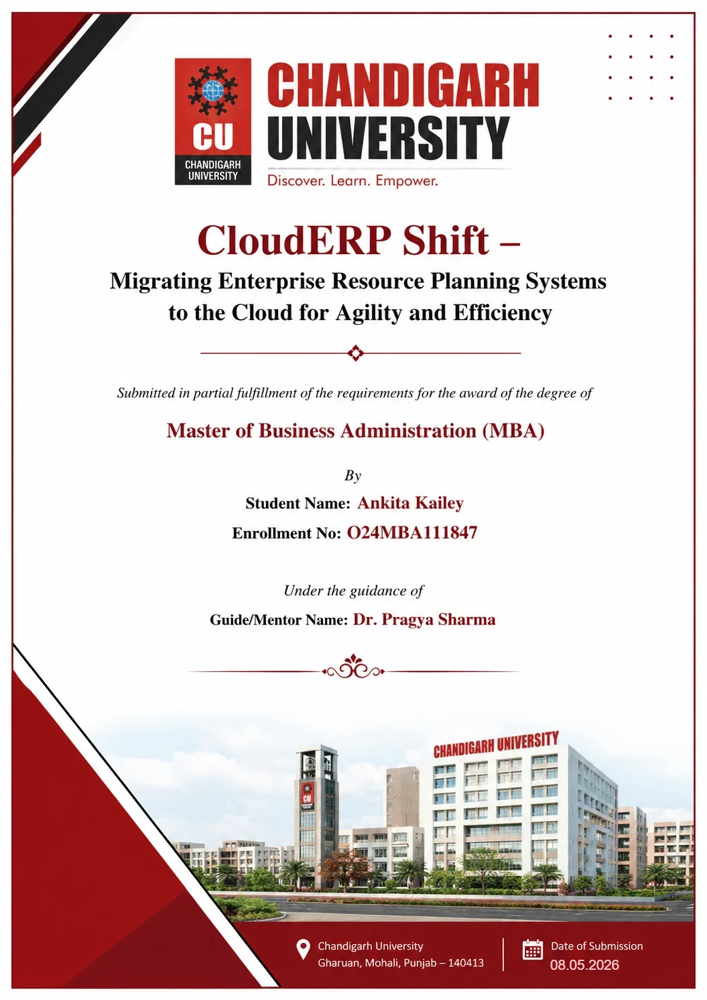 CU
CHANDIGARH
UNIVERSITY
CHANDIGARH
UNIVERSITY
Discover. Learn. Empower.
CloudERP Shift –
Migrating Enterprise Resource Planning Systems
to the Cloud for Agility and Efficiency
Submitted in partial fulfillment of the requirements for the award of the degree of
Master of Business Administration (MBA)
By
Student Name: Ankita Kailey
Enrollment No: O24MBA111847
Under the guidance of
Guide/Mentor Name: Dr. Pragya Sharma
CHANDIGARH UNIVERSITY
CU
Chandigarh University
Gharuan, Mohali, Punjab – 140413
Date of Submission
08.05.2026